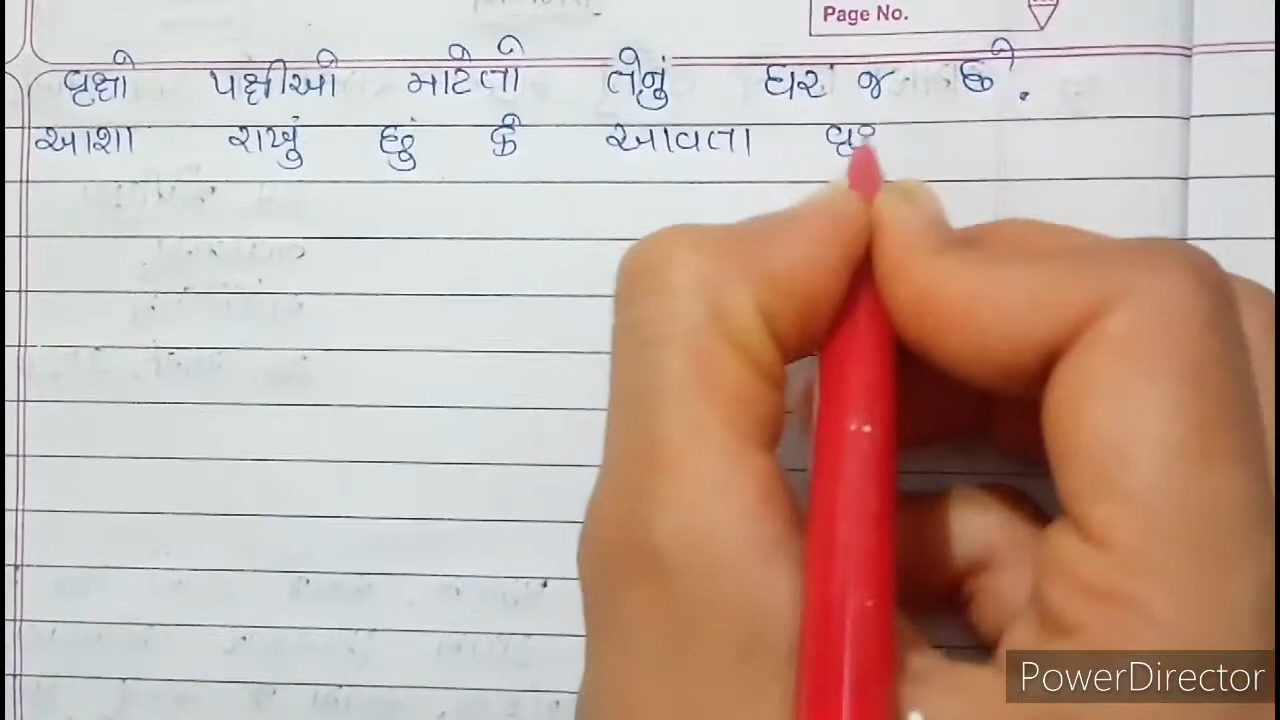 Page No.
વૃક્ષો પક્ષીઓ માટેતો તેનું ઘર જ છે.
આશા રાખું છું કે આવતા
PowerDirector